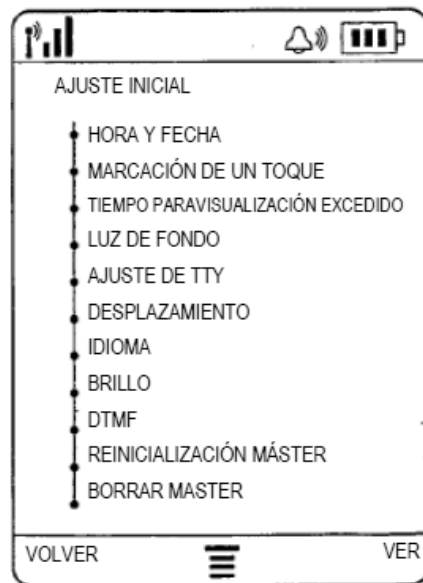 AJUSTE INICIAL
HORA Y FECHA
MARCACIÓN DE UN TOQUE
TIEMPO PARAVISUALIZACIÓN EXCEDIDO
LUZ DE FONDO
AJUSTE DE TTY
DESPLAZAMIENTO
IDIOMA
BRILLO
DTMF
REINICIALIZACIÓN MÁSTER
BORRAR MASTER
VOLVER VER